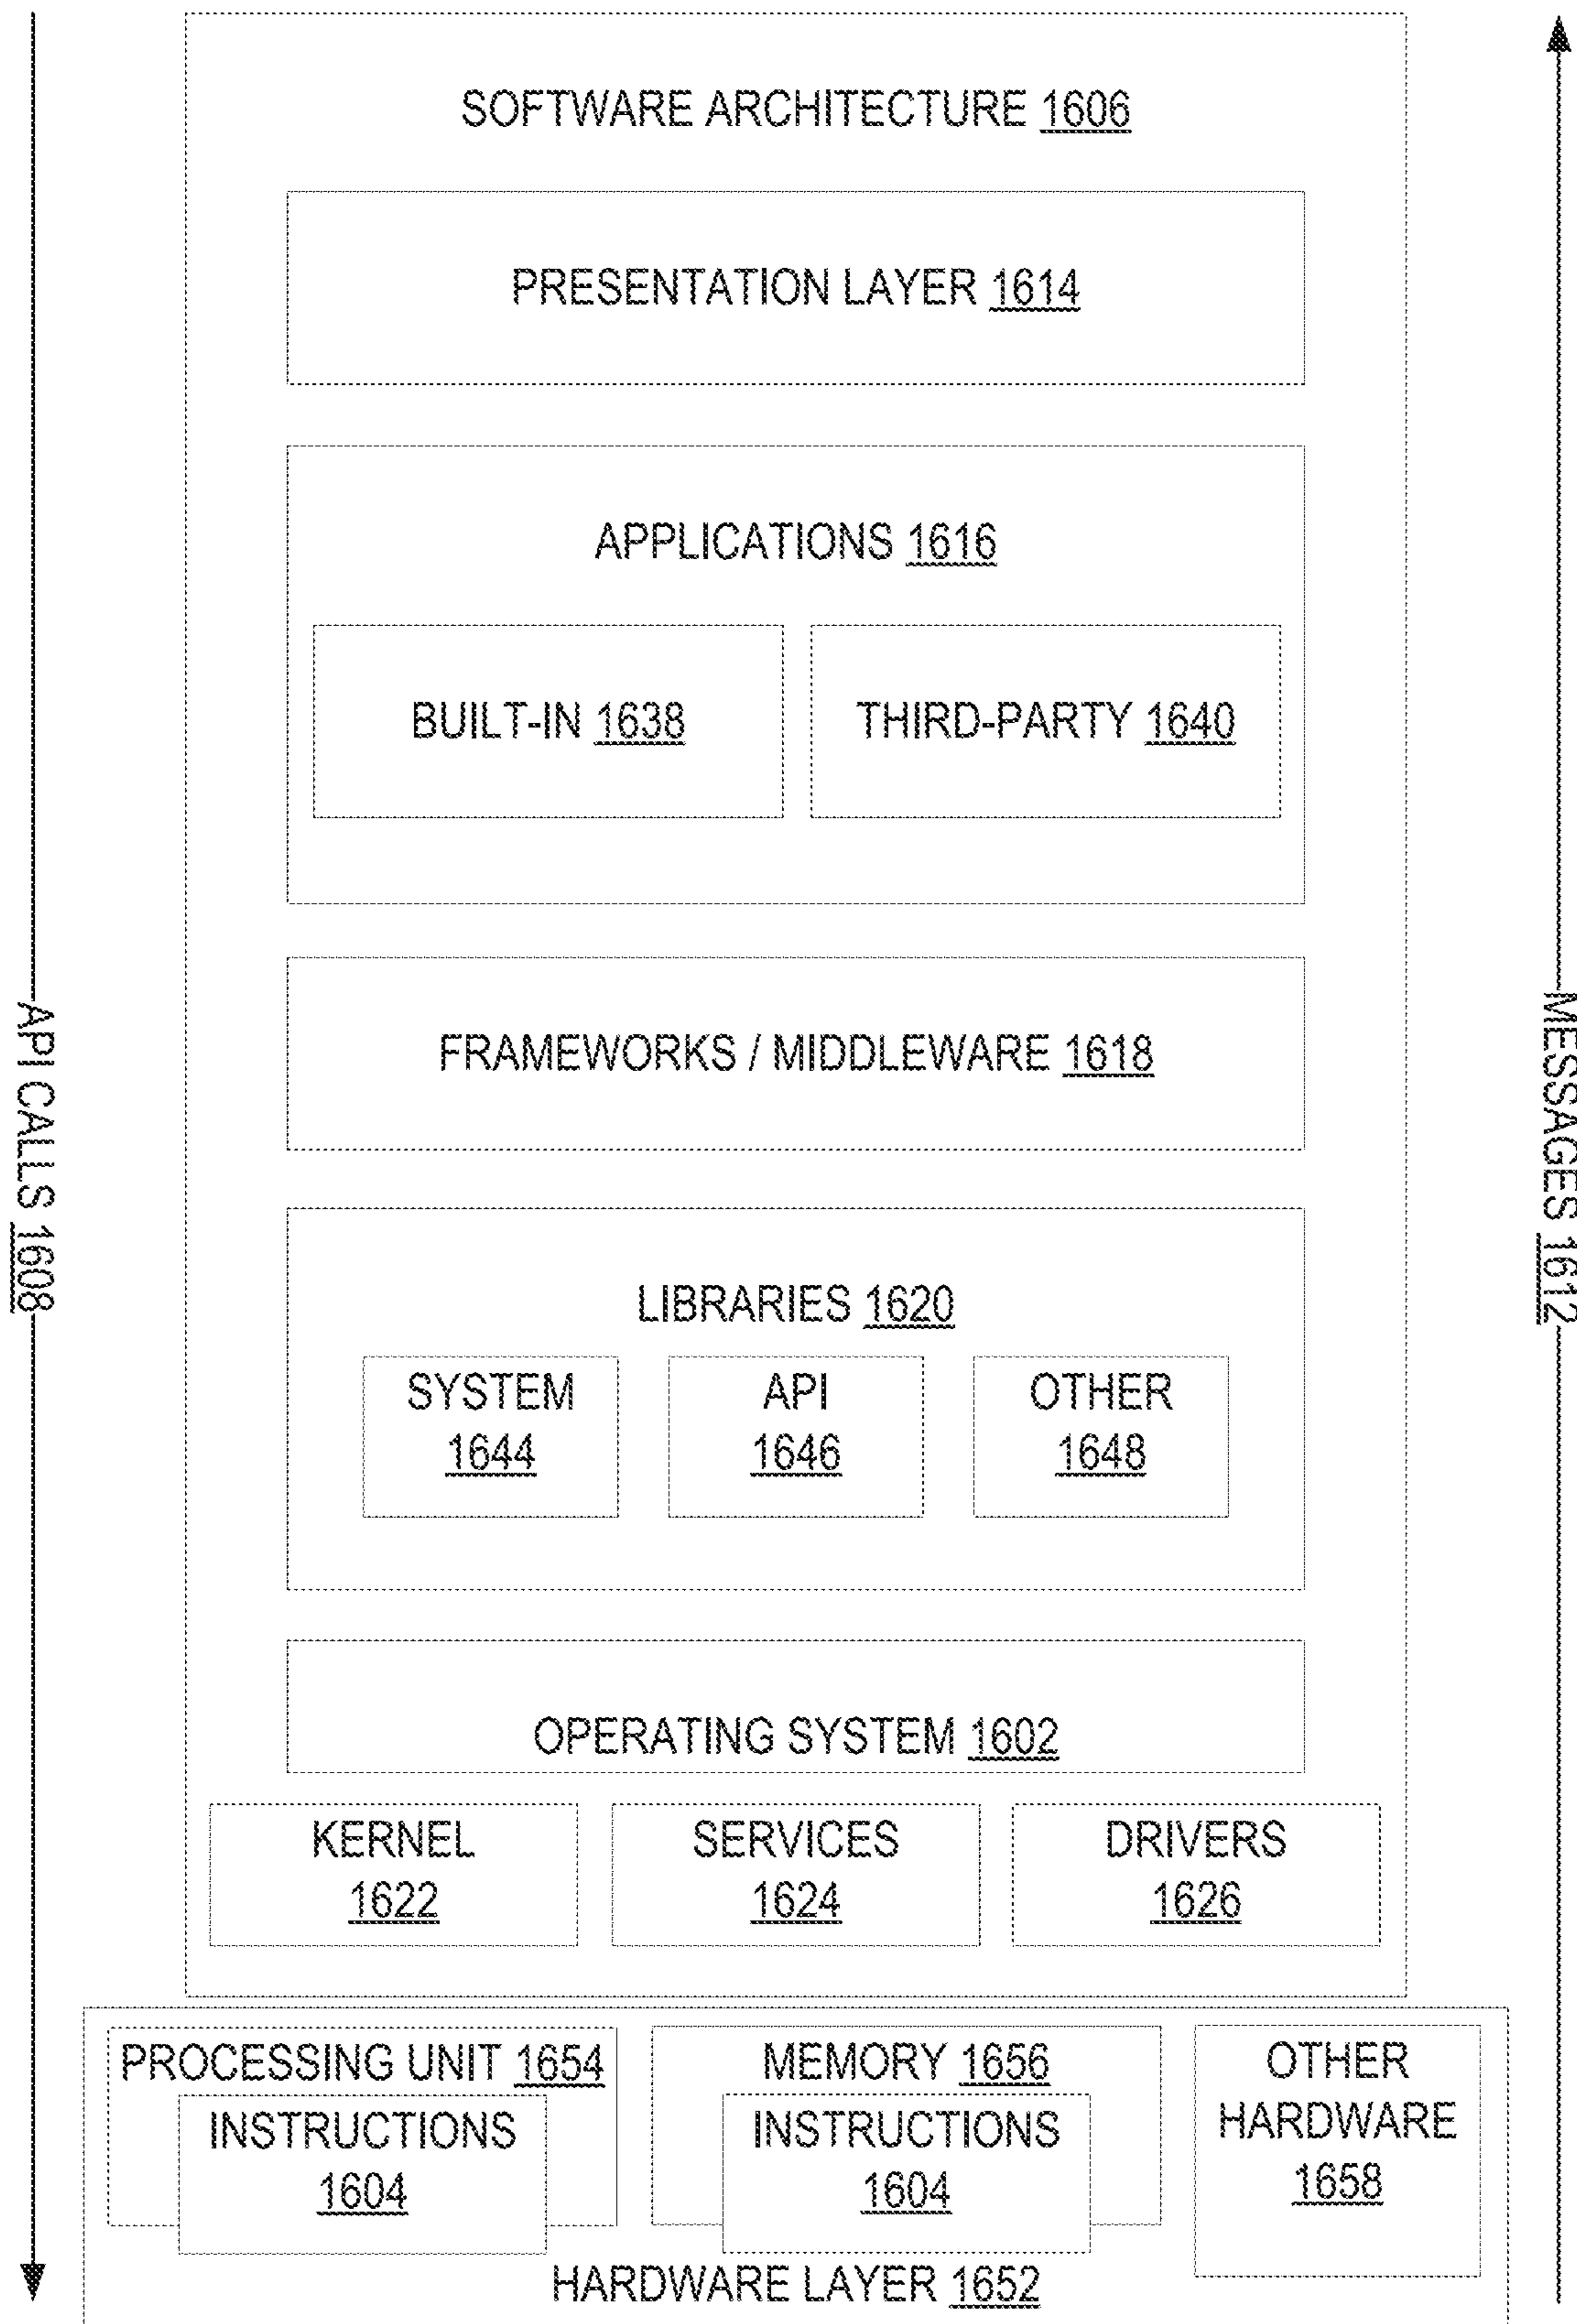 SOFTWARE ARCHITECTURE 1606
PRESENTATION LAYER 1614
APPLICATIONS 1616
BUILT-IN 1638
THIRD-PARTY 1640
FRAMEWORKS / MIDDLEWARE 1618
API CALLS 1608
MESSAGES 1612
LIBRARIES 1620
SYSTEM
1644
API
1646
OTHER
1648
OPERATING SYSTEM 1602
KERNEL
1622
SERVICES
1624
DRIVERS
1626
PROCESSING UNIT 1654
INSTRUCTIONS
1604
MEMORY 1656
INSTRUCTIONS
1604
OTHER
HARDWARE
1658
HARDWARE LAYER 1652